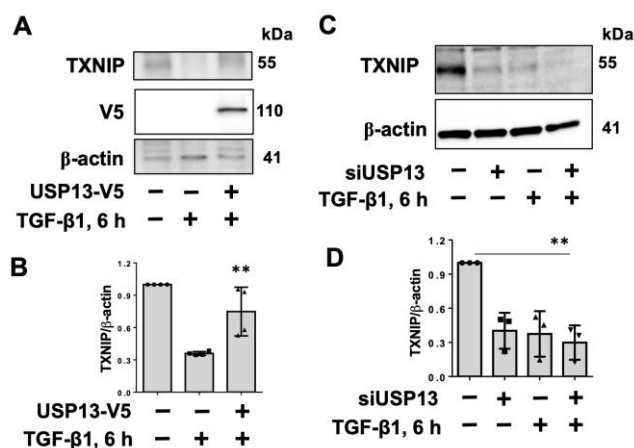 A
kDa
TXNIP 55
V5 110
β-actin 41
USP13-V5 − − +
TGF-β1, 6 h − + +
B
TXNIP/β-actin
1.2
0.9
0.6
0.3
0.0
**
USP13-V5 − − +
TGF-β1, 6 h − + +
C
kDa
TXNIP 55
β-actin 41
siUSP13 − + − +
TGF-β1, 6 h − − + +
D
TXNIP/β-actin
1.2
0.9
0.6
0.3
0.0
**
siUSP13 − + − +
TGF-β1, 6 h − − + +